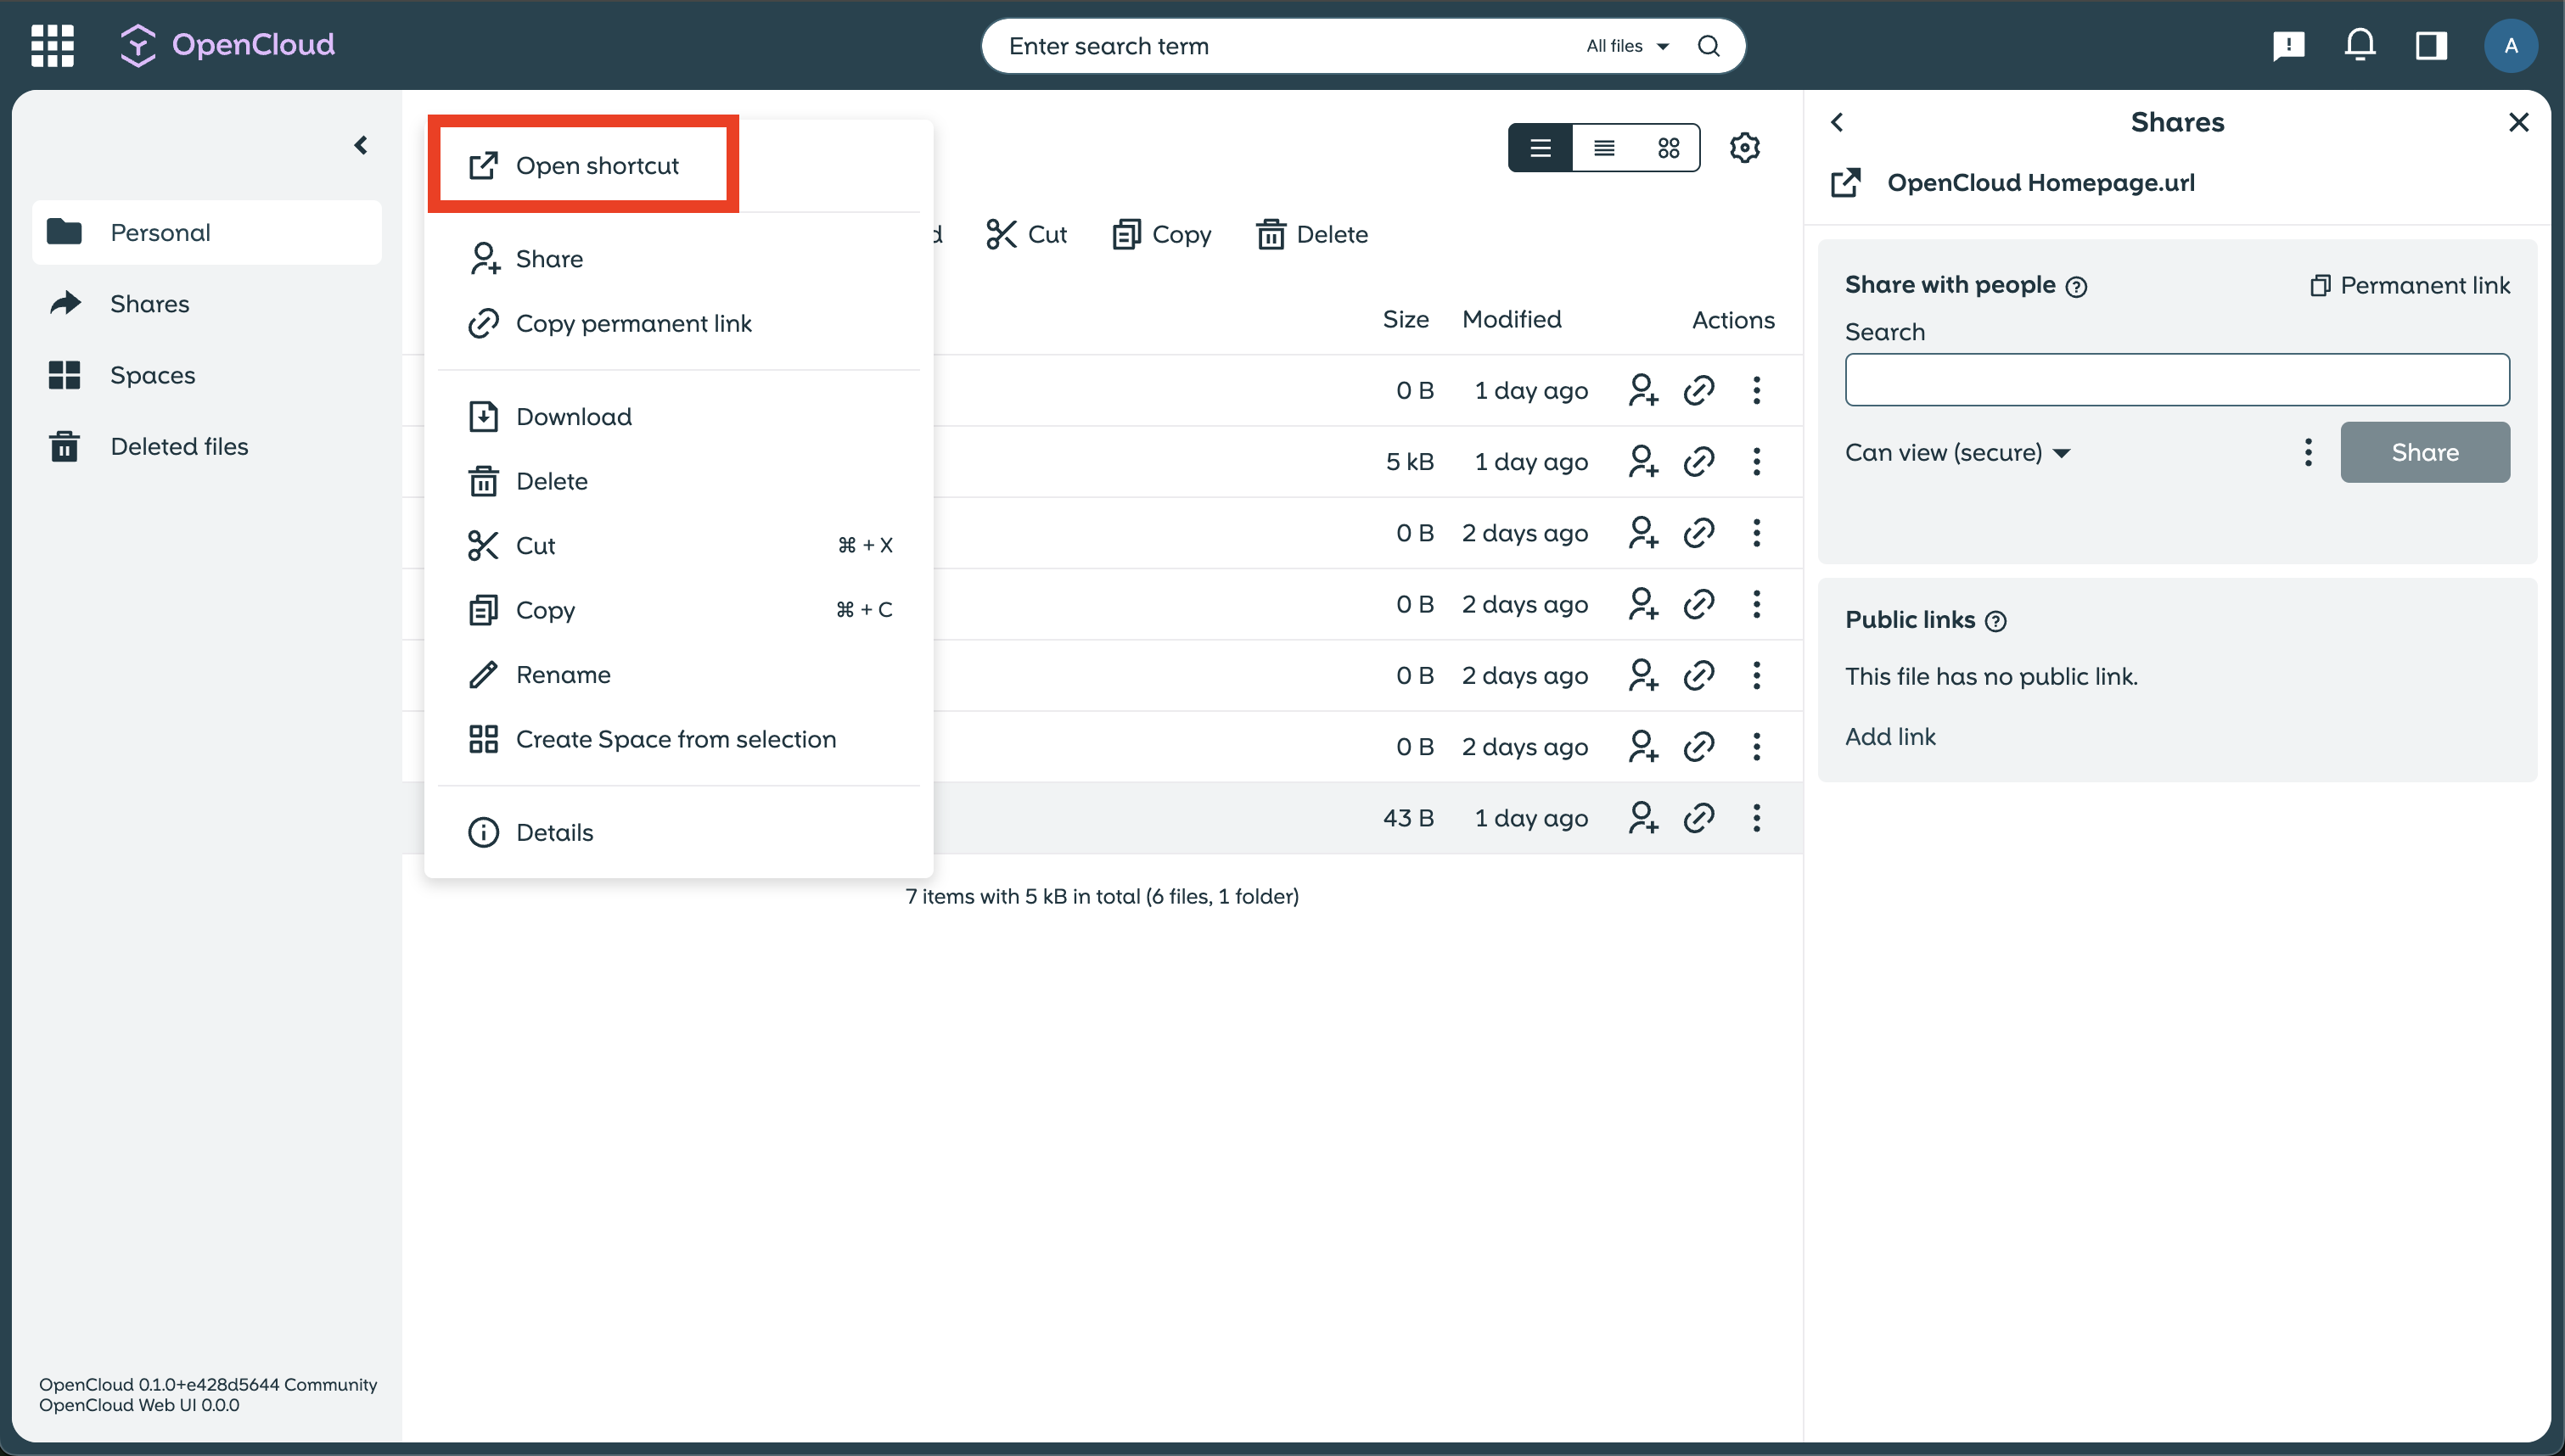 OpenCloud
Enter search term
All files
A
Personal
Shares
Spaces
Deleted files
OpenCloud 0.1.0+e428d5644 Community
OpenCloud Web UI 0.0.0
Open shortcut
Share
Copy permanent link
Download
Delete
Cut ⌘ + X
Copy ⌘ + C
Rename
Create Space from selection
Details
Cut Copy Delete
Size Modified Actions
0 B 1 day ago
5 kB 1 day ago
0 B 2 days ago
0 B 2 days ago
0 B 2 days ago
0 B 2 days ago
43 B 1 day ago
7 items with 5 kB in total (6 files, 1 folder)
Shares
OpenCloud Homepage.url
Share with people
Permanent link
Search
Can view (secure)
Share
Public links
This file has no public link.
Add link